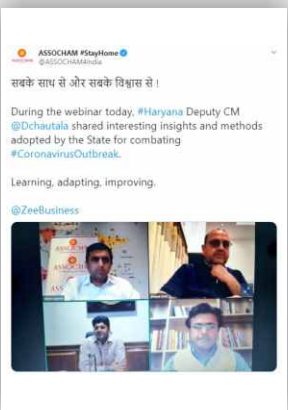 ASSOCHAM #StayHome
@ASSOCHAM4India
सबके साथ से और सबके विश्वास से !
During the webinar today, #Haryana Deputy CM
@Dchautala shared interesting insights and methods
adopted by the State for combating
#CoronavirusOutbreak.
Learning, adapting, improving.
@ZeeBusiness